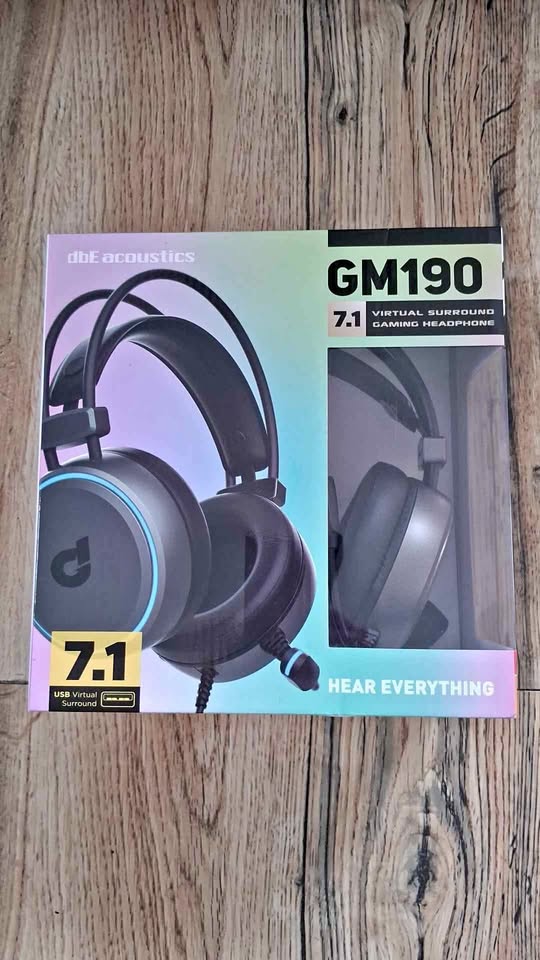 dbE acoustics
GM190
7.1
VIRTUAL SURROUND
GAMING HEADPHONE
7.1
USB Virtual
Surround
HEAR EVERYTHING